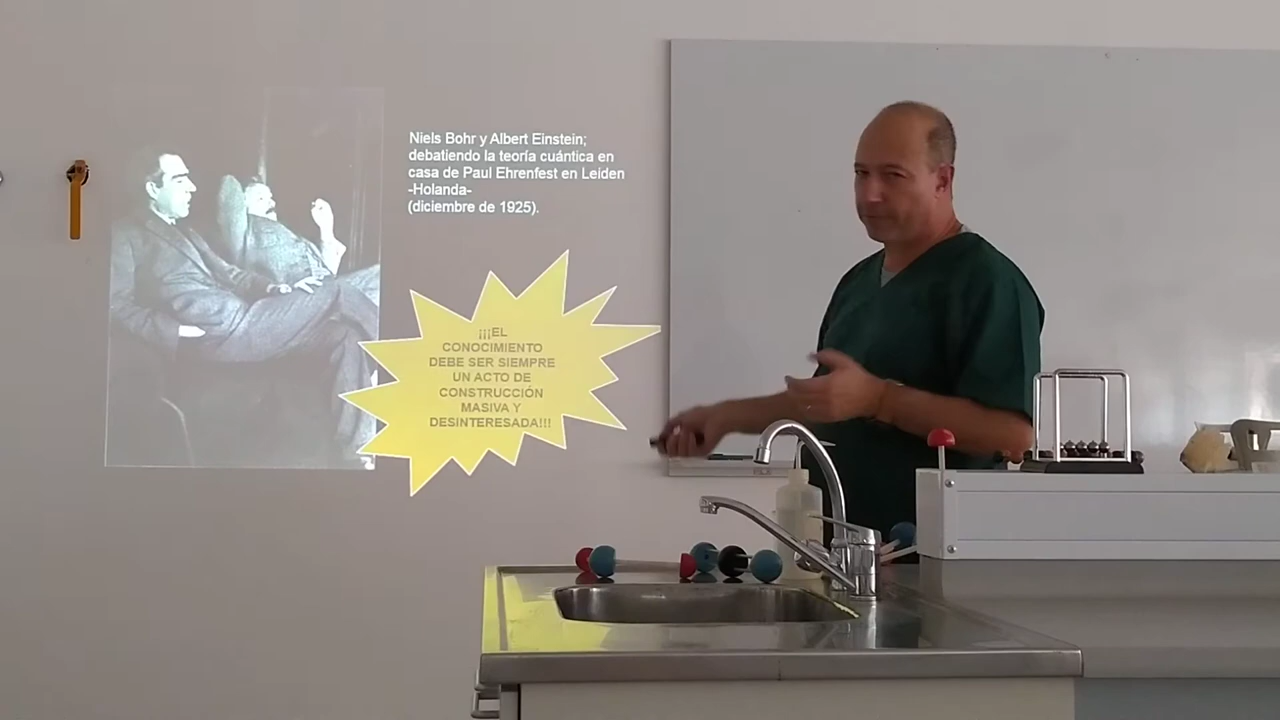 Niels Bohr y Albert Einstein;
debatiendo la teoría cuántica en
casa de Paul Ehrenfest en Leiden
-Holanda-
(diciembre de 1925).
¡¡¡EL
CONOCIMIENTO
DEBE SER SIEMPRE
UN ACTO DE
CONSTRUCCIÓN
MASIVA Y
DESINTERESADA!!!